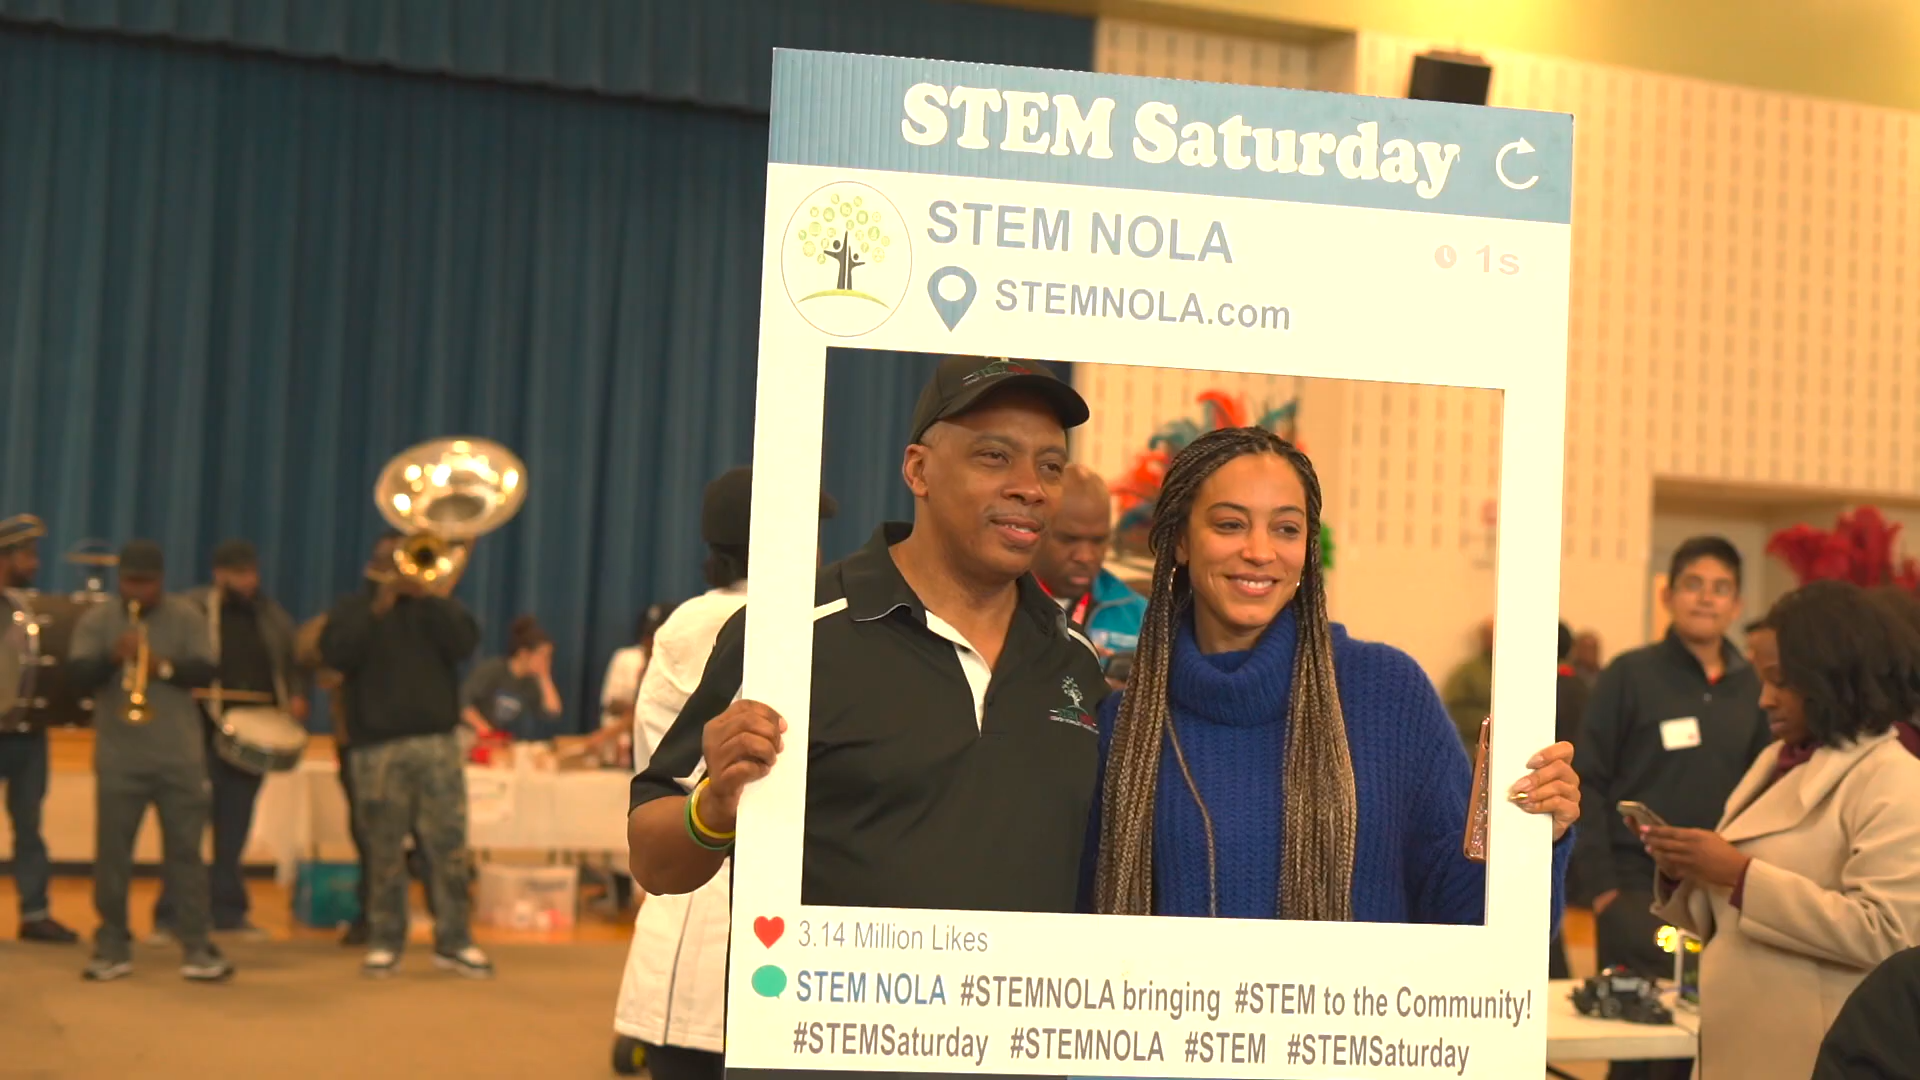 STEM Saturday
STEM NOLA
1s
STEMNOLA.com
3.14 Million Likes
STEM NOLA #STEMNOLA bringing #STEM to the Community!
#STEMSaturday #STEMNOLA #STEM #STEMSaturday